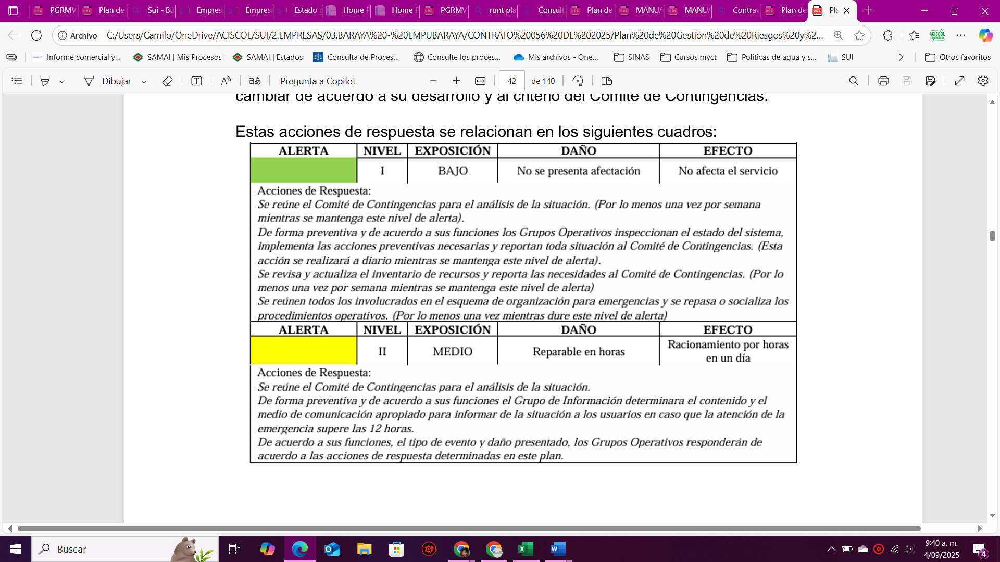 PGRMV
Plan de
Sui - Bú
Empres
Empres
Estado
Home P
Home P
PGRMV
runt pla
Consult
Plan de
MANUA
MANUA
Contrav
Plan de
Pla
Archivo
C:/Users/Camilo/OneDrive/ACISCOL/SUI/2.EMPRESAS/03.BARAYA%20-%20EMPUBARAYA/CONTRATO%20056%20DE%202025/Plan%20de%20Gestión%20de%20Riesgos%20y%2...
Informe comercial y...
SAMAI | Mis Procesos
SAMAI | Estados
Consulta de Proces...
Consulte los proces...
Mis archivos - One...
SINAS
Cursos mvct
Politicas de agua y s...
SUI
Otros favoritos
Dibujar
Pregunta a Copilot
42 de 140
cambiar de acuerdo a su desarrollo y al criterio del Comité de Contingencias.
Estas acciones de respuesta se relacionan en los siguientes cuadros:
ALERTA NIVEL EXPOSICIÓN DAÑO EFECTO
I BAJO No se presenta afectación No afecta el servicio
Acciones de Respuesta:
Se reúne el Comité de Contingencias para el análisis de la situación. (Por lo menos una vez por semana
mientras se mantenga este nivel de alerta).
De forma preventiva y de acuerdo a sus funciones los Grupos Operativos inspeccionan el estado del sistema,
implementa las acciones preventivas necesarias y reportan toda situación al Comité de Contingencias. (Esta
acción se realizará a diario mientras se mantenga este nivel de alerta).
Se revisa y actualiza el inventario de recursos y reporta las necesidades al Comité de Contingencias. (Por lo
menos una vez por semana mientras se mantenga este nivel de alerta)
Se reúnen todos los involucrados en el esquema de organización para emergencias y se repasa o socializa los
procedimientos operativos. (Por lo menos una vez mientras dure este nivel de alerta)
ALERTA NIVEL EXPOSICIÓN DAÑO EFECTO
II MEDIO Reparable en horas Racionamiento por horas
en un día
Acciones de Respuesta:
Se reúne el Comité de Contingencias para el análisis de la situación.
De forma preventiva y de acuerdo a sus funciones el Grupo de Información determinara el contenido y el
medio de comunicación apropiado para informar de la situación a los usuarios en caso que la atención de la
emergencia supere las 12 horas.
De acuerdo a sus funciones, el tipo de evento y daño presentado, los Grupos Operativos responderán de
acuerdo a las acciones de respuesta determinadas en este plan.
Buscar
9:40 a. m.
4/09/2025
4